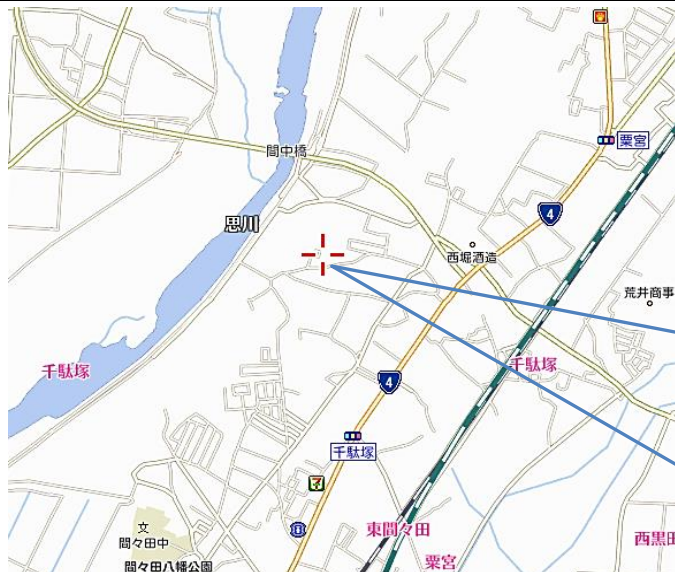 粟宮
間中橋
4
思川
西堀酒造
荒井商事
千駄塚
千駄塚
4
千駄塚
7
文
間々田中
東間々田
間々田八幡公園
粟宮
西黒田